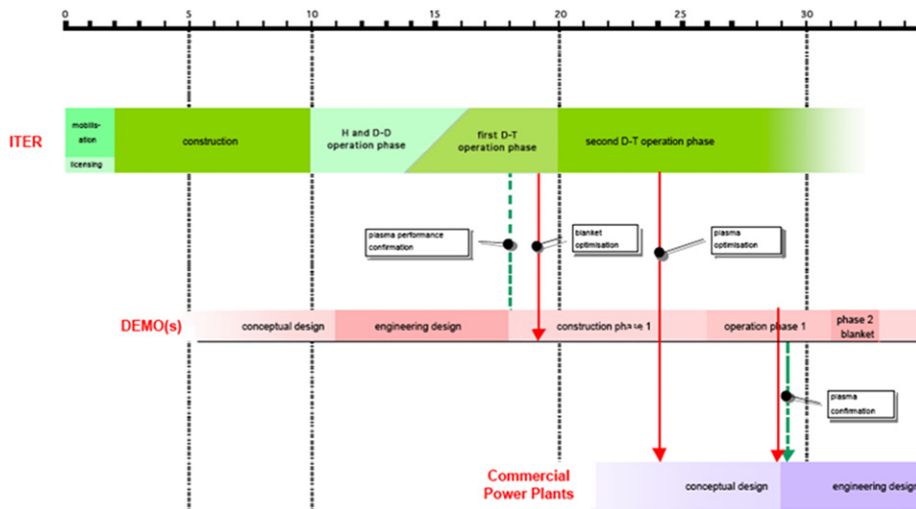 0 5 10 15 20 25 30
ITER
mobilis-
ation
licensing
construction
H and D-D
operation phase
first D-T
operation phase
second D-T operation phase
plasma performance
confirmation
blanket
optimisation
plasma
optimisation
DEMO(s)
conceptual design
engineering design
construction phase 1
operation phase 1
phase 2
blanket
plasma
confirmation
Commercial
Power Plants
conceptual design
engineering design